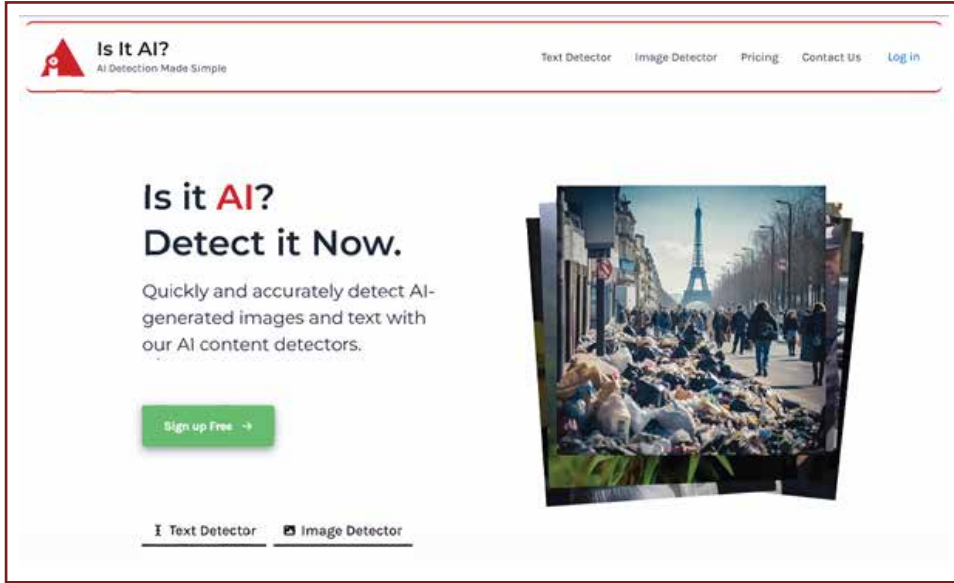 Is It AI?
AI Detection Made Simple
Text Detector Image Detector Pricing Contact Us Log in
Is it AI?
Detect it Now.
Quickly and accurately detect AI-
generated images and text with
our AI content detectors.
Sign up Free →
Text Detector Image Detector